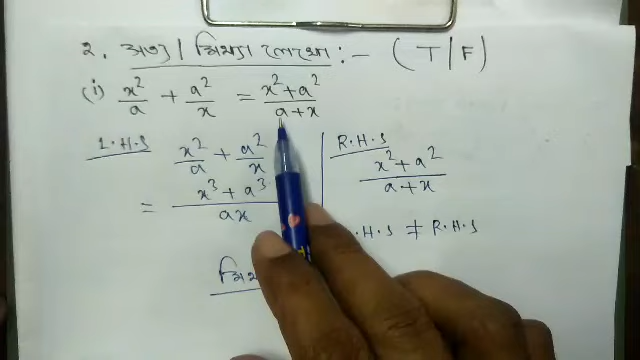 2. সত্য / মিথ্যা লেখো :- ( T / F )
(i) x²/a + a²/x = x² + a²/a + x
L.H.S
x²/a + a²/x
= x³ + a³/ax
R.H.S
x² + a²/a + x
.H.S ≠ R.H.S